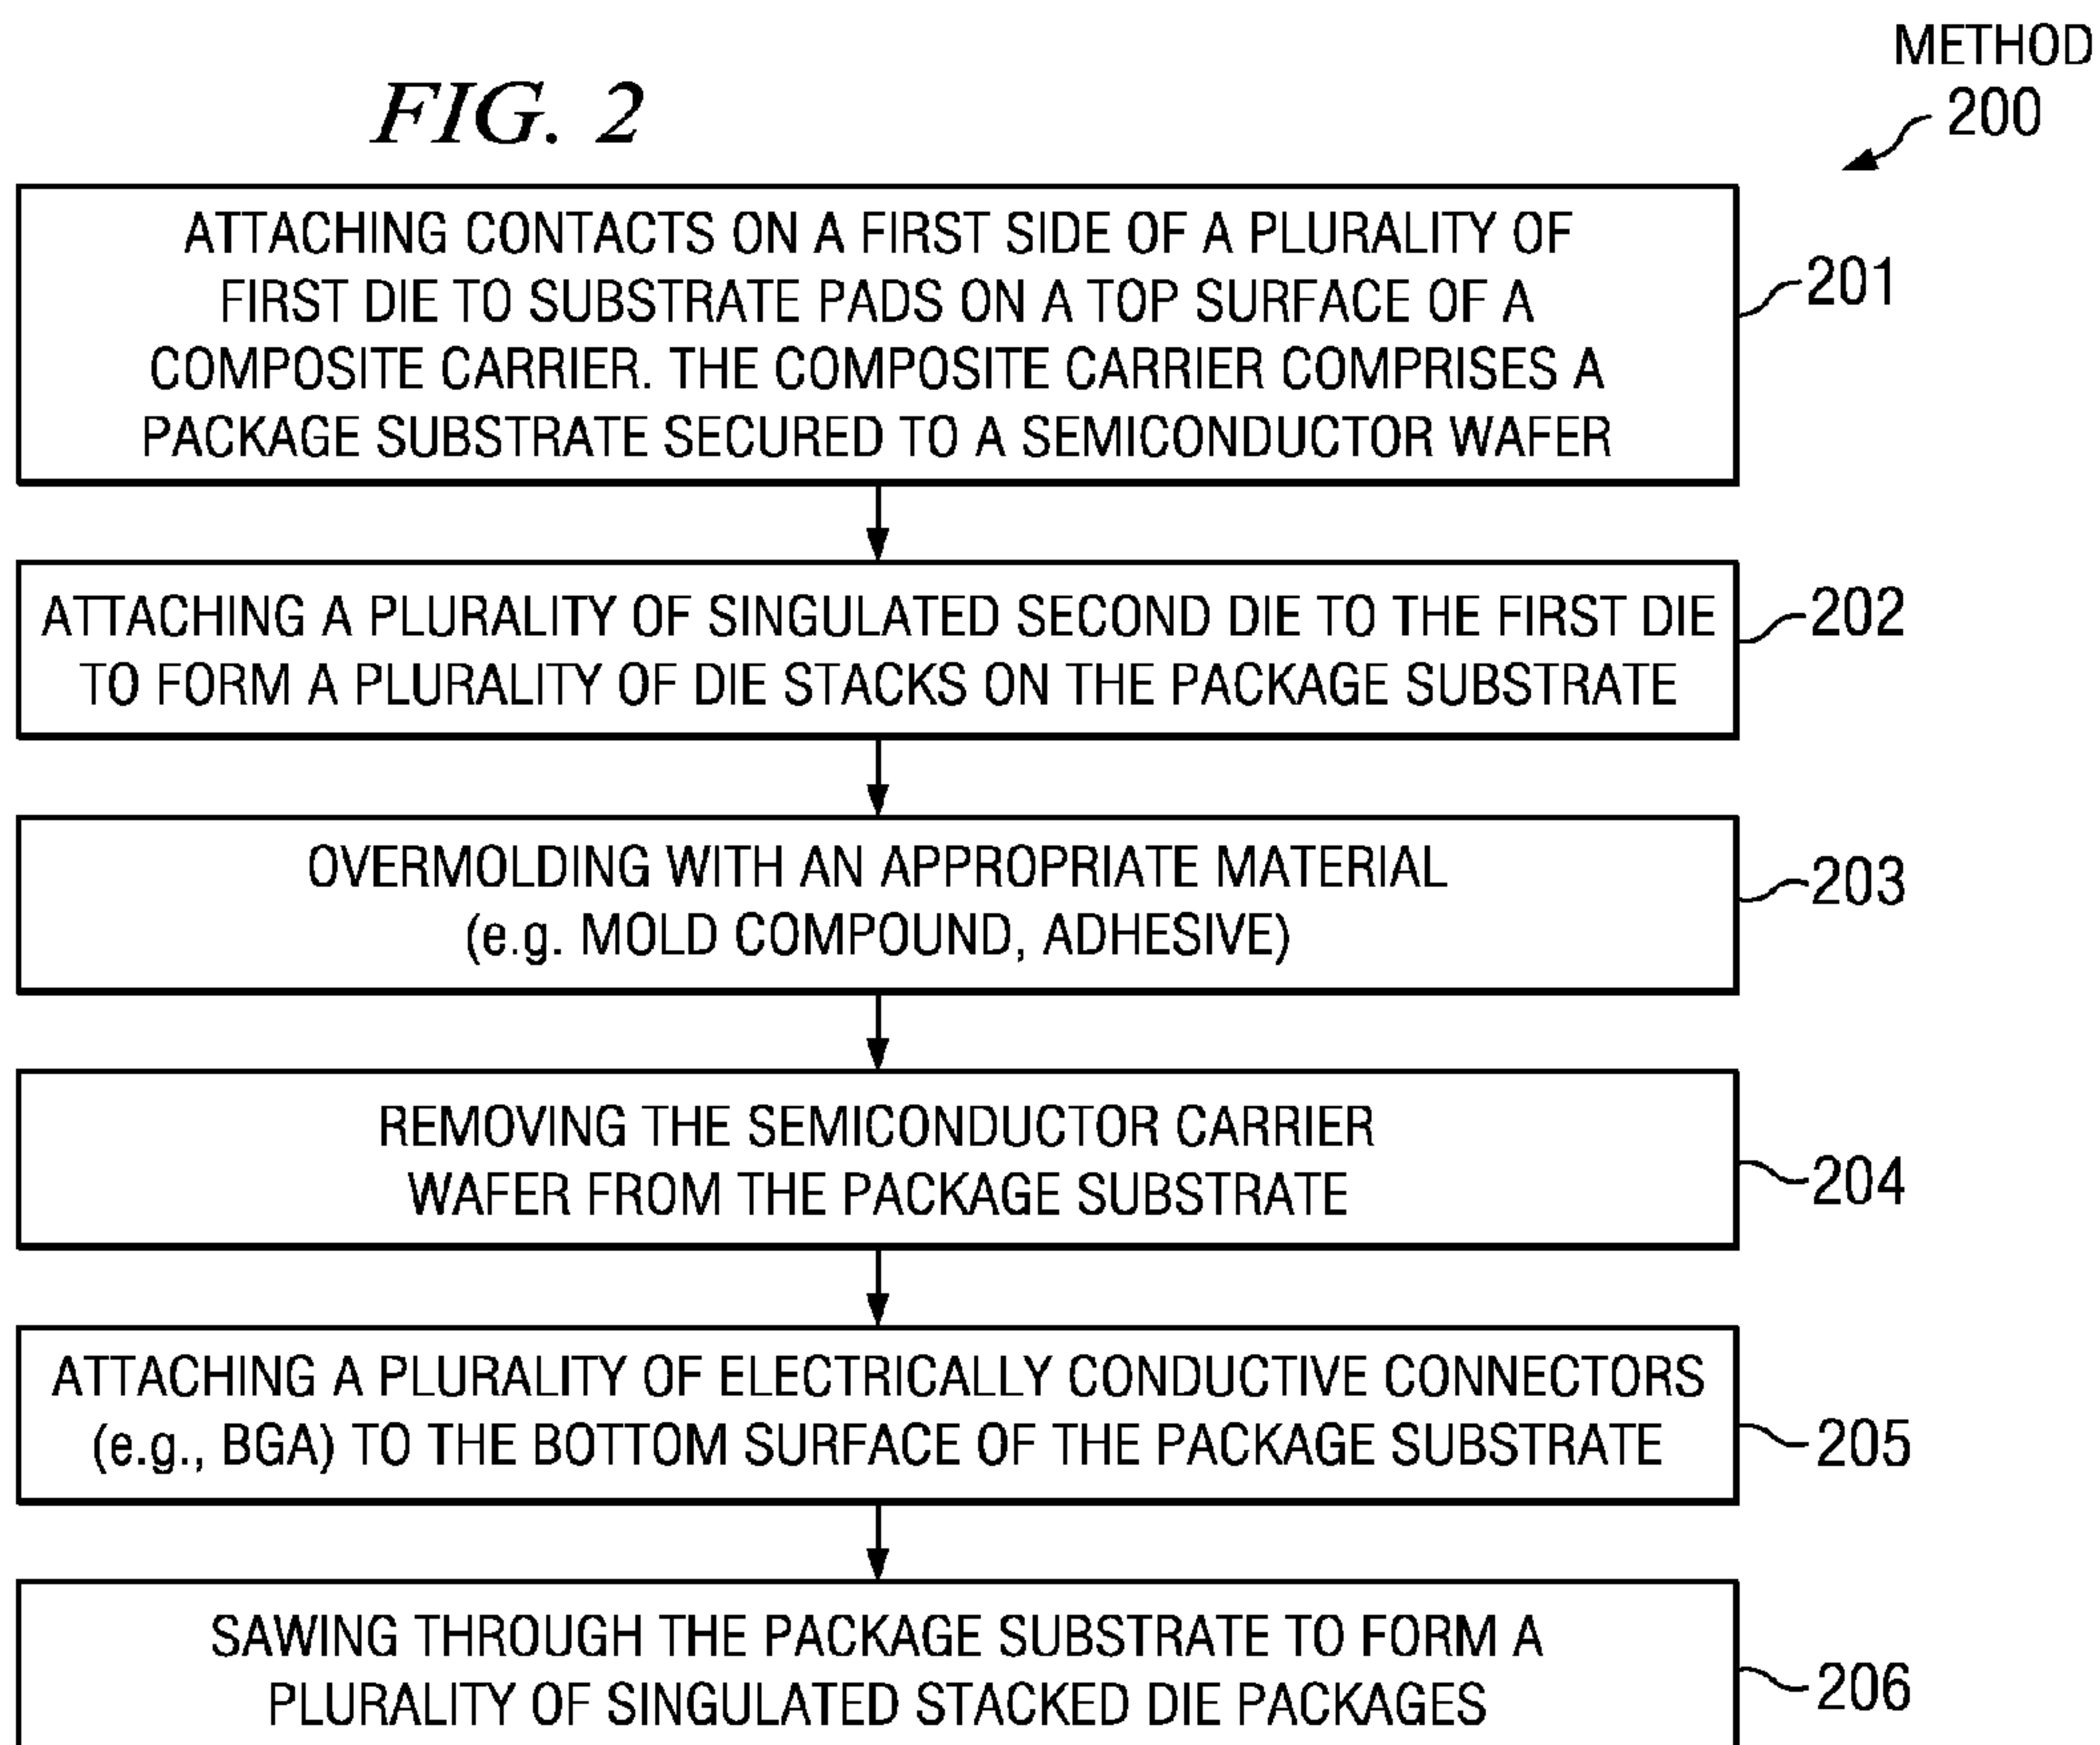 METHOD
200
FIG. 2
ATTACHING CONTACTS ON A FIRST SIDE OF A PLURALITY OF
FIRST DIE TO SUBSTRATE PADS ON A TOP SURFACE OF A
COMPOSITE CARRIER. THE COMPOSITE CARRIER COMPRISES A
PACKAGE SUBSTRATE SECURED TO A SEMICONDUCTOR WAFER
201
ATTACHING A PLURALITY OF SINGULATED SECOND DIE TO THE FIRST DIE
TO FORM A PLURALITY OF DIE STACKS ON THE PACKAGE SUBSTRATE
202
OVERMOLDING WITH AN APPROPRIATE MATERIAL
(e.g. MOLD COMPOUND, ADHESIVE)
203
REMOVING THE SEMICONDUCTOR CARRIER
WAFER FROM THE PACKAGE SUBSTRATE
204
ATTACHING A PLURALITY OF ELECTRICALLY CONDUCTIVE CONNECTORS
(e.g., BGA) TO THE BOTTOM SURFACE OF THE PACKAGE SUBSTRATE
205
SAWING THROUGH THE PACKAGE SUBSTRATE TO FORM A
PLURALITY OF SINGULATED STACKED DIE PACKAGES
206